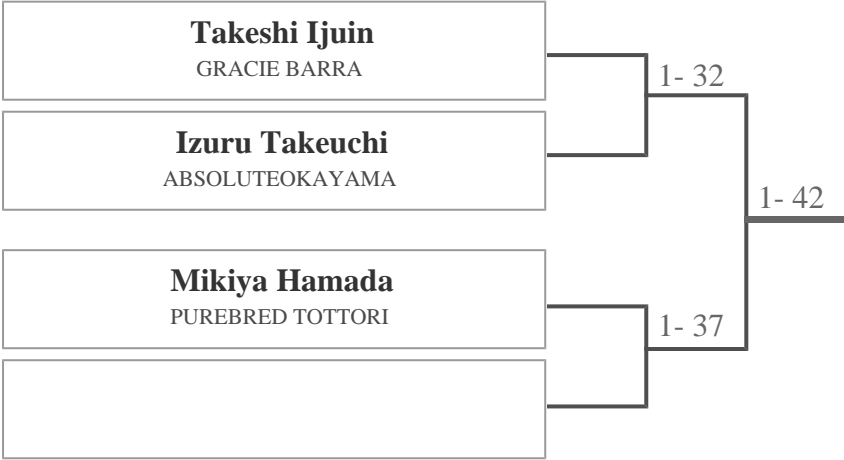 Takeshi Ijuin
GRACIE BARRA
1- 32
Izuru Takeuchi
ABSOLUTEOKAYAMA
1- 42
Mikiya Hamada
PUREBRED TOTTORI
1- 37